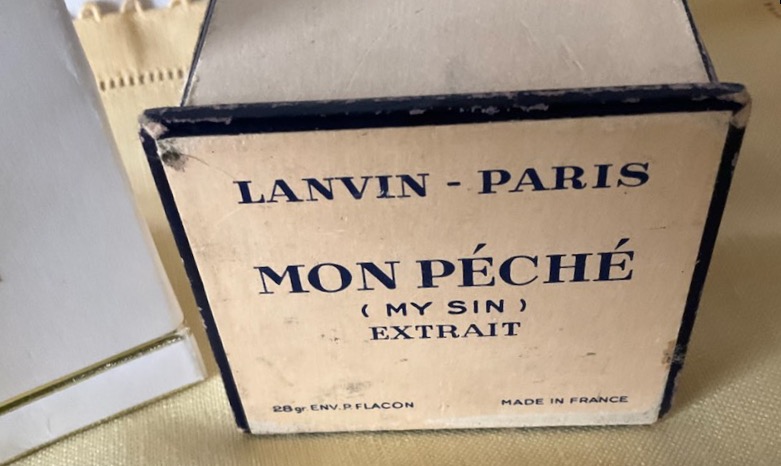 LANVIN - PARIS
MON PÉCHÉ
( MY SIN )
EXTRAIT
28 gr ENV. P. FLACON MADE IN FRANCE